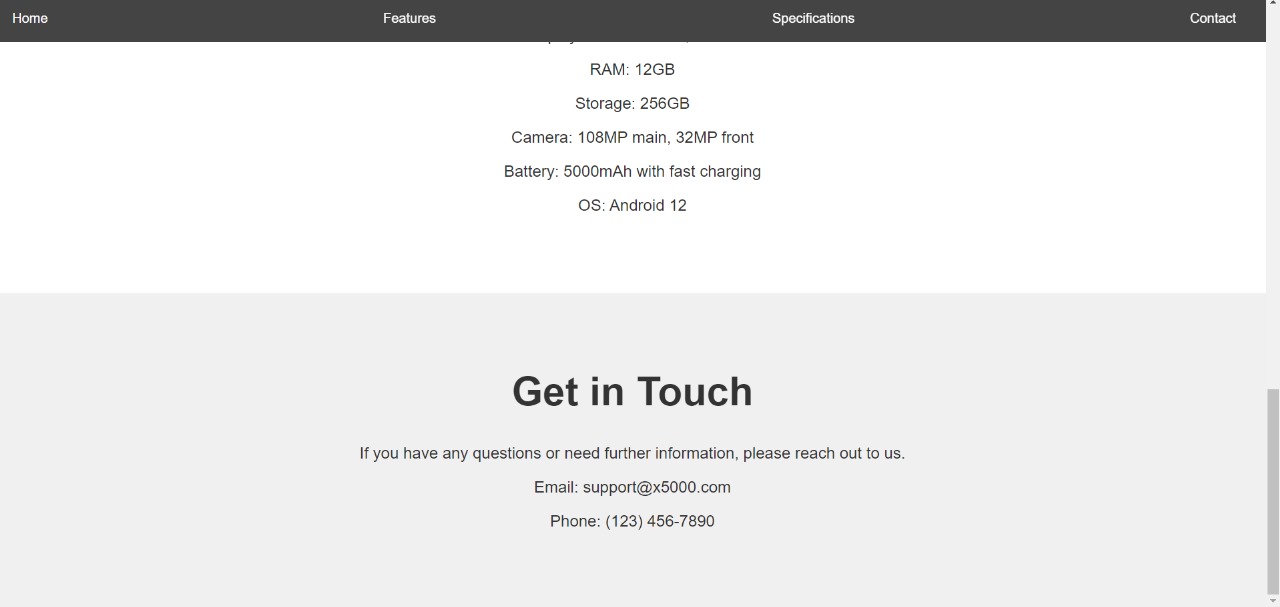 Home
Features
Specifications
Contact
RAM: 12GB
Storage: 256GB
Camera: 108MP main, 32MP front
Battery: 5000mAh with fast charging
OS: Android 12
Get in Touch
If you have any questions or need further information, please reach out to us.
Email: support@x5000.com
Phone: (123) 456-7890